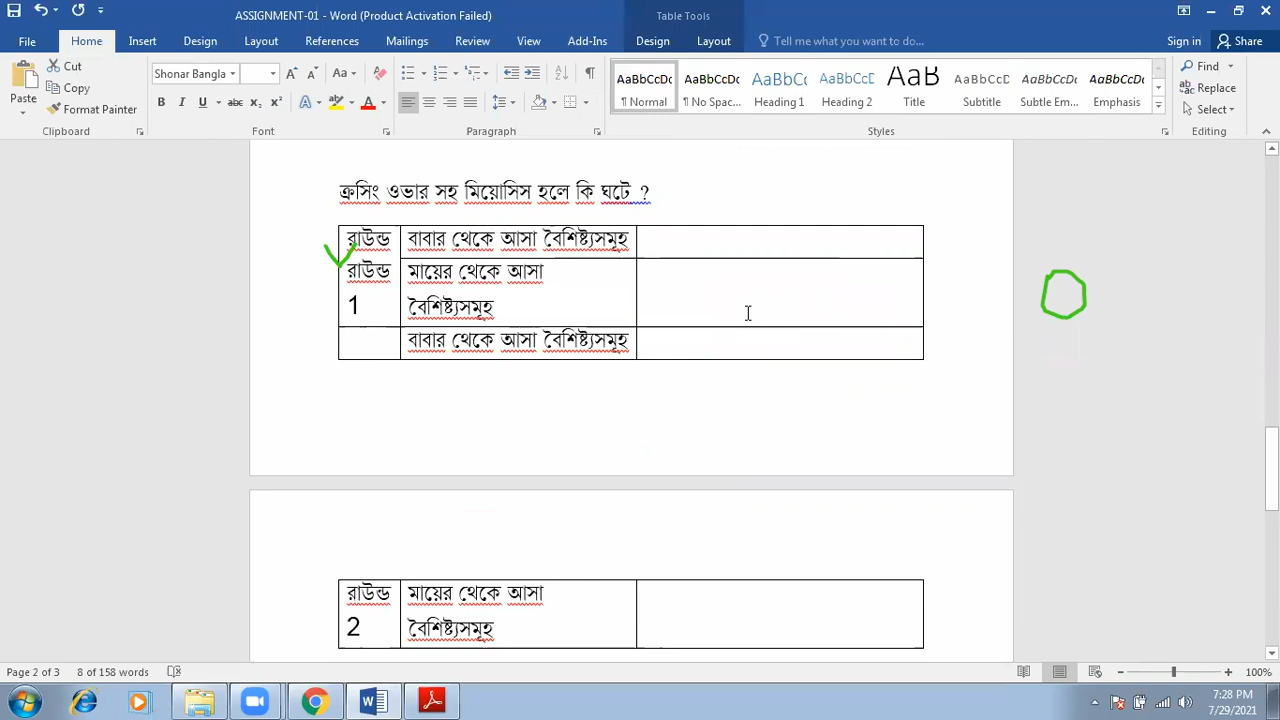 ASSIGNMENT-01 - Word (Product Activation Failed)
Table Tools
File Home Insert Design Layout References Mailings Review View Add-Ins Design Layout Tell me what you want to do... Sign in Share
Paste
Cut
Copy
Format Painter
Clipboard
Shonar Bangla
Font
Paragraph
AaBbCcDc AaBbCcDc AaBbCc AaBbCcC AaB AaBbCcD AaBbCcDc AaBbCcDc
¶ Normal ¶ No Spac... Heading 1 Heading 2 Title Subtitle Subtle Em... Emphasis
Styles
Find
Replace
Select
Editing
ক্রসিং ওভার সহ মিয়োসিস হলে কি ঘটে ?
রাউন্ড বাবার থেকে আসা বৈশিষ্ট্যসমূহ
রাউন্ড মায়ের থেকে আসা
1 বৈশিষ্ট্যসমূহ
বাবার থেকে আসা বৈশিষ্ট্যসমূহ
রাউন্ড মায়ের থেকে আসা
2 বৈশিষ্ট্যসমূহ
Page 2 of 3 8 of 158 words 100%
7:28 PM
7/29/2021